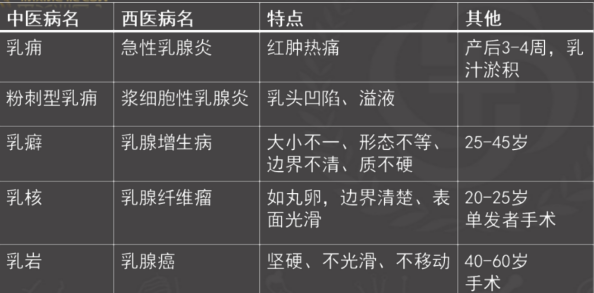 中医病名 西医病名 特点 其他
乳痈 急性乳腺炎 红肿热痛 产后3-4周，乳
汁淤积
粉刺型乳痈 浆细胞性乳腺炎 乳头凹陷、溢液
乳癖 乳腺增生病 大小不一、形态不等、 25-45岁
边界不清、质不硬
乳核 乳腺纤维瘤 如丸卵，边界清楚、表 20-25岁
面光滑 单发者手术
乳岩 乳腺癌 坚硬、不光滑、不移动 40-60岁
手术